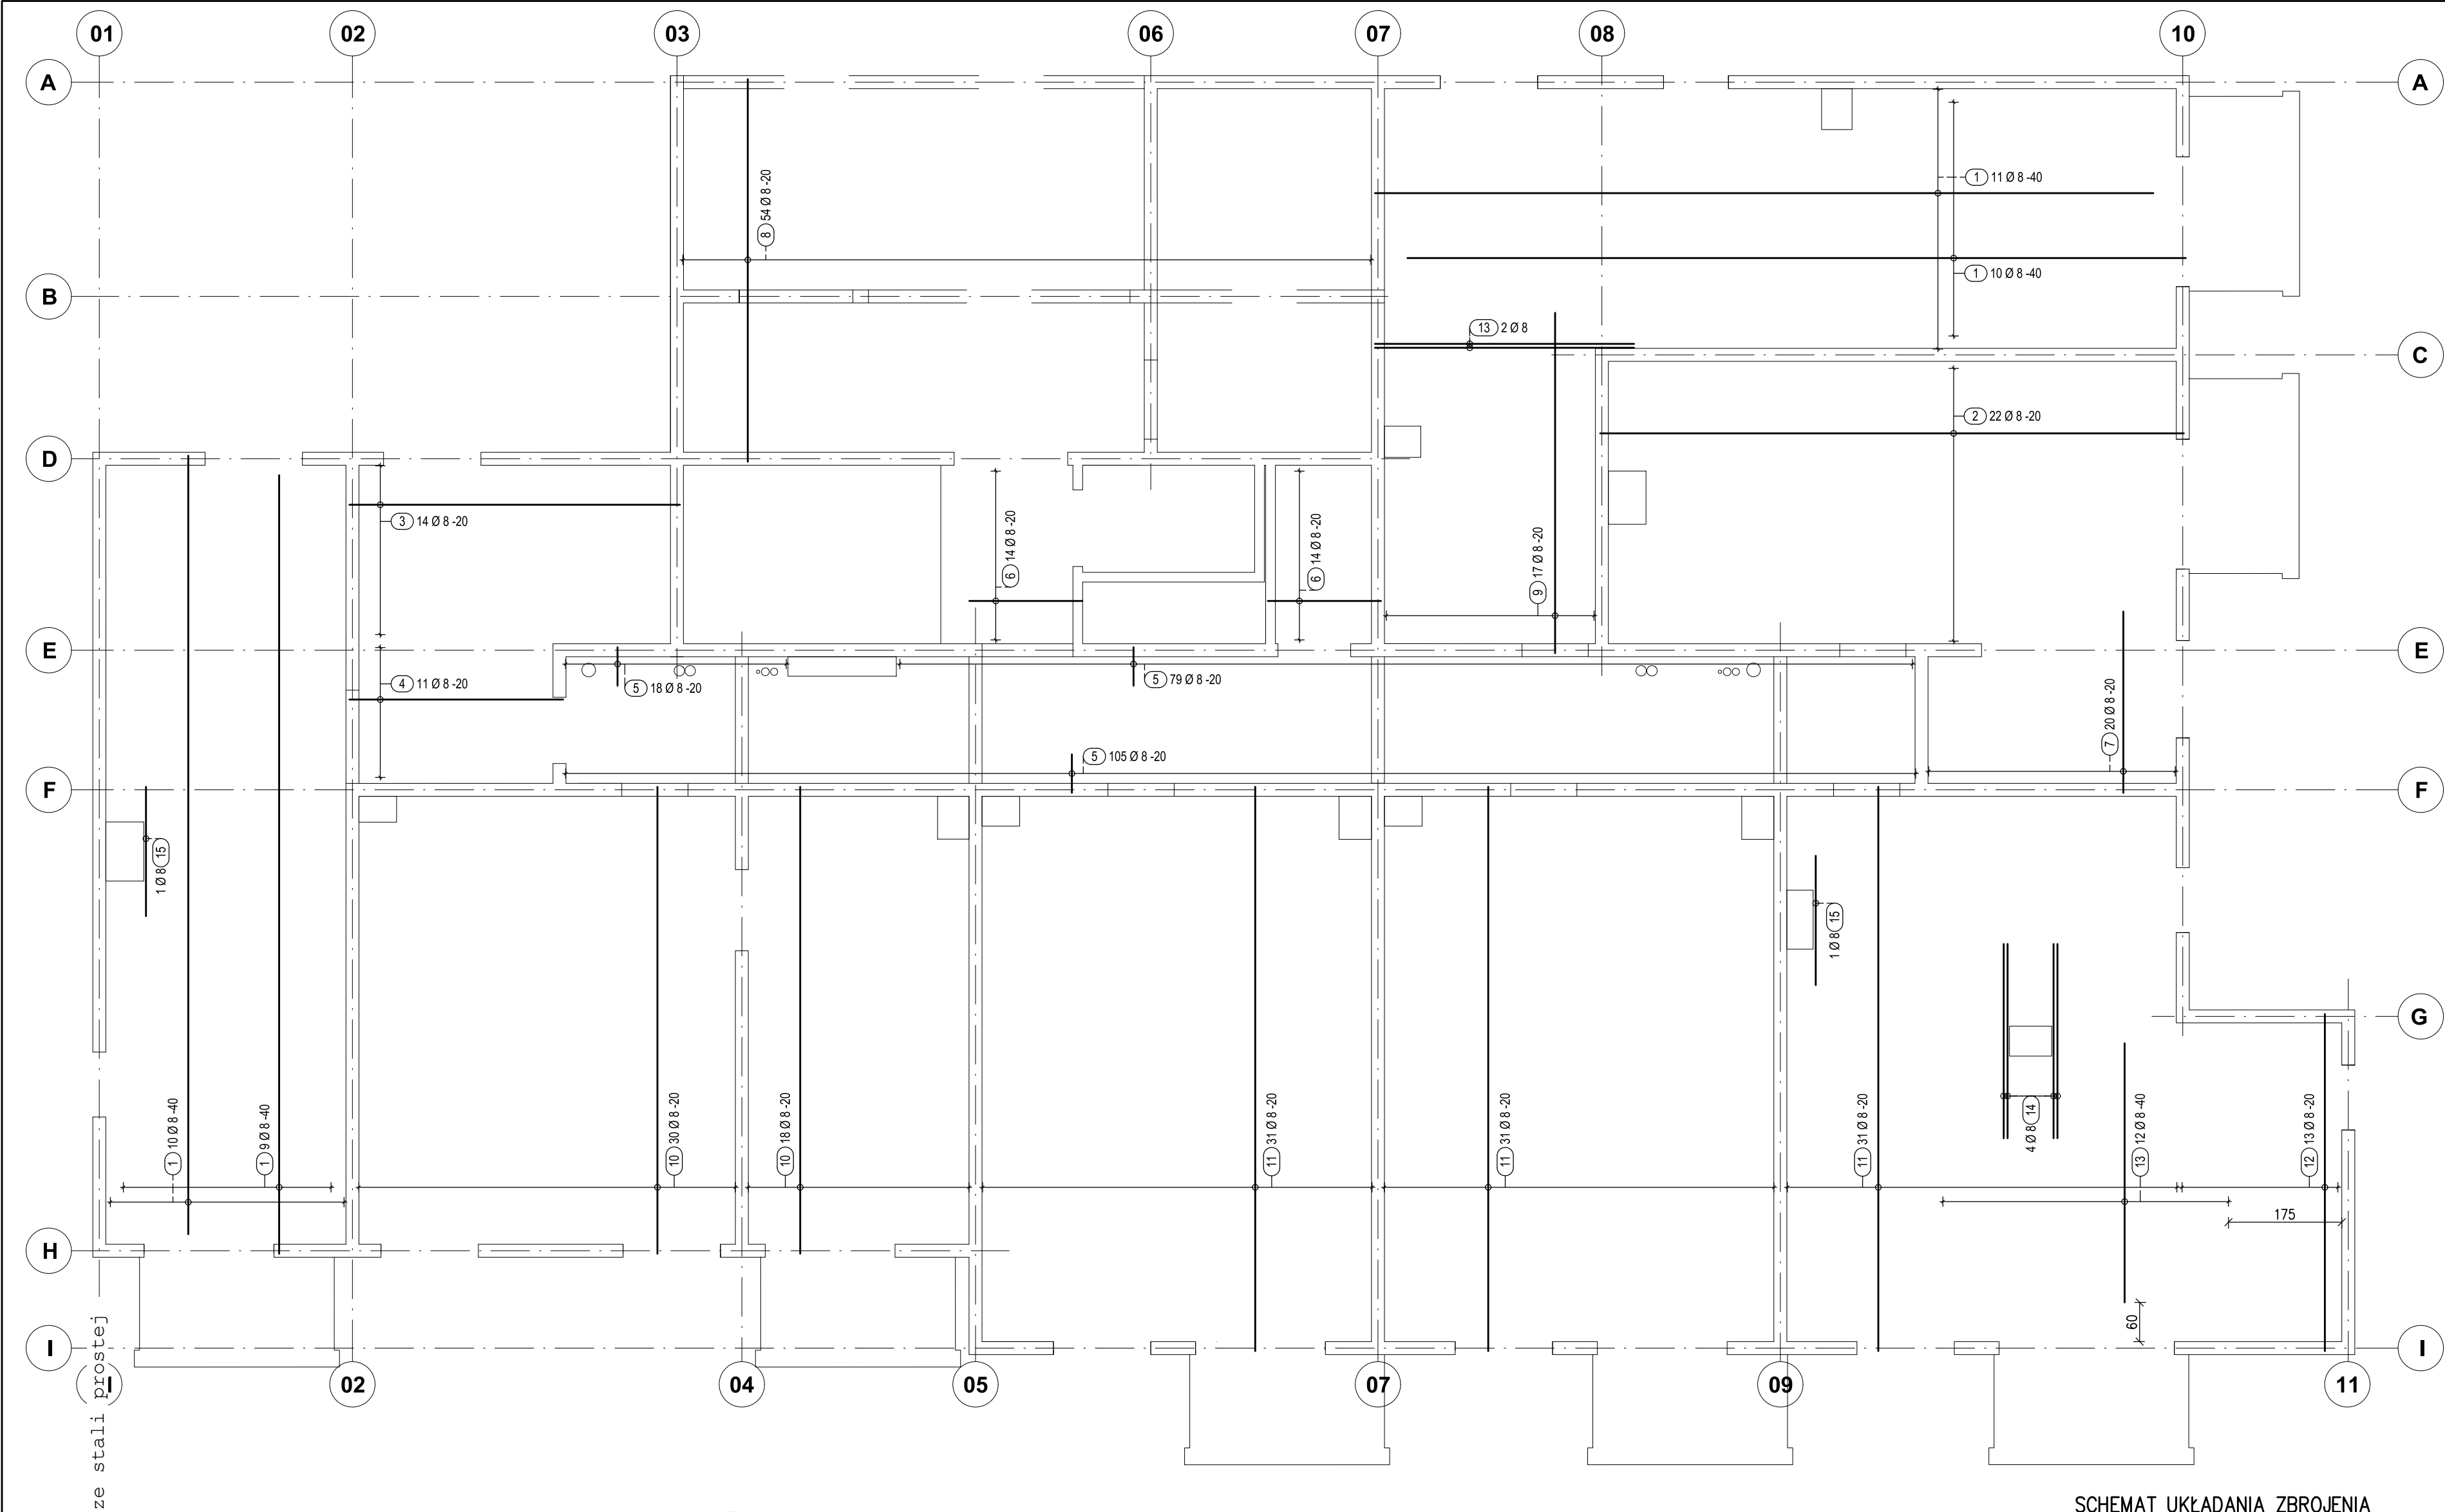 01 02 03 06 07 08 10
A A
8 54 Ø 8 -20
1 11 Ø 8 -40
1 10 Ø 8 -40
B
13 2 Ø 8
C
2 22 Ø 8 -20
D
3 14 Ø 8 -20
6 14 Ø 8 -20
6 14 Ø 8 -20
9 17 Ø 8 -20
E E
4 11 Ø 8 -20
5 18 Ø 8 -20
5 79 Ø 8 -20
7 20 Ø 8 -20
5 105 Ø 8 -20
F F
1 Ø 8 15
1 Ø 8 15
G
1 10 Ø 8 -40
1 9 Ø 8 -40
10 30 Ø 8 -20
10 18 Ø 8 -20
11 31 Ø 8 -20
11 31 Ø 8 -20
11 31 Ø 8 -20
4 Ø 8 14
13 12 Ø 8 -40
12 13 Ø 8 -20
175
H
60
I I
02 04 05 07 09 11
ze stali prostej
SCHEMAT UKŁADANIA ZBROJENIA